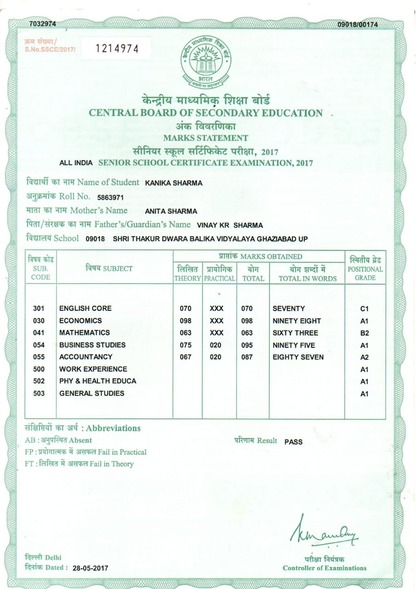 7032974
09018/00174
क्रम संख्या/
S.No.SSCE/2017/ 1214974
भारत
केन्द्रीय माध्यमिक शिक्षा बोर्ड
CENTRAL BOARD OF SECONDARY EDUCATION
अंक विवरणिका
MARKS STATEMENT
सीनियर स्कूल सर्टिफिकेट परीक्षा, 2017
ALL INDIA SENIOR SCHOOL CERTIFICATE EXAMINATION, 2017
विद्यार्थी का नाम Name of Student KANIKA SHARMA
अनुक्रमांक Roll No. 5863971
माता का नाम Mother's Name ANITA SHARMA
पिता/संरक्षक का नाम Father's/Guardian's Name VINAY KR SHARMA
विद्यालय School 09018 SHRI THAKUR DWARA BALIKA VIDYALAYA GHAZIABAD UP
प्राप्तांक MARKS OBTAINED
विषय कोड विषय SUBJECT लिखित प्रायोगिक योग योग शब्दों में स्थितीय ग्रेड
SUB. CODE THEORY PRACTICAL TOTAL TOTAL IN WORDS POSITIONAL GRADE
301 ENGLISH CORE 070 XXX 070 SEVENTY C1
030 ECONOMICS 098 XXX 098 NINETY EIGHT A1
041 MATHEMATICS 063 XXX 063 SIXTY THREE B2
054 BUSINESS STUDIES 075 020 095 NINETY FIVE A1
055 ACCOUNTANCY 067 020 087 EIGHTY SEVEN A2
500 WORK EXPERIENCE A1
502 PHY & HEALTH EDUCA A1
503 GENERAL STUDIES A1
संक्षिप्तियों का अर्थ : Abbreviations
AB : अनुपस्थित Absent परिणाम Result PASS
FP : प्रयोगात्मक में असफल Fail in Practical
FT : लिखित में असफल Fail in Theory
दिल्ली Delhi परीक्षा नियंत्रक
दिनांक Dated : 28-05-2017 Controller of Examinations